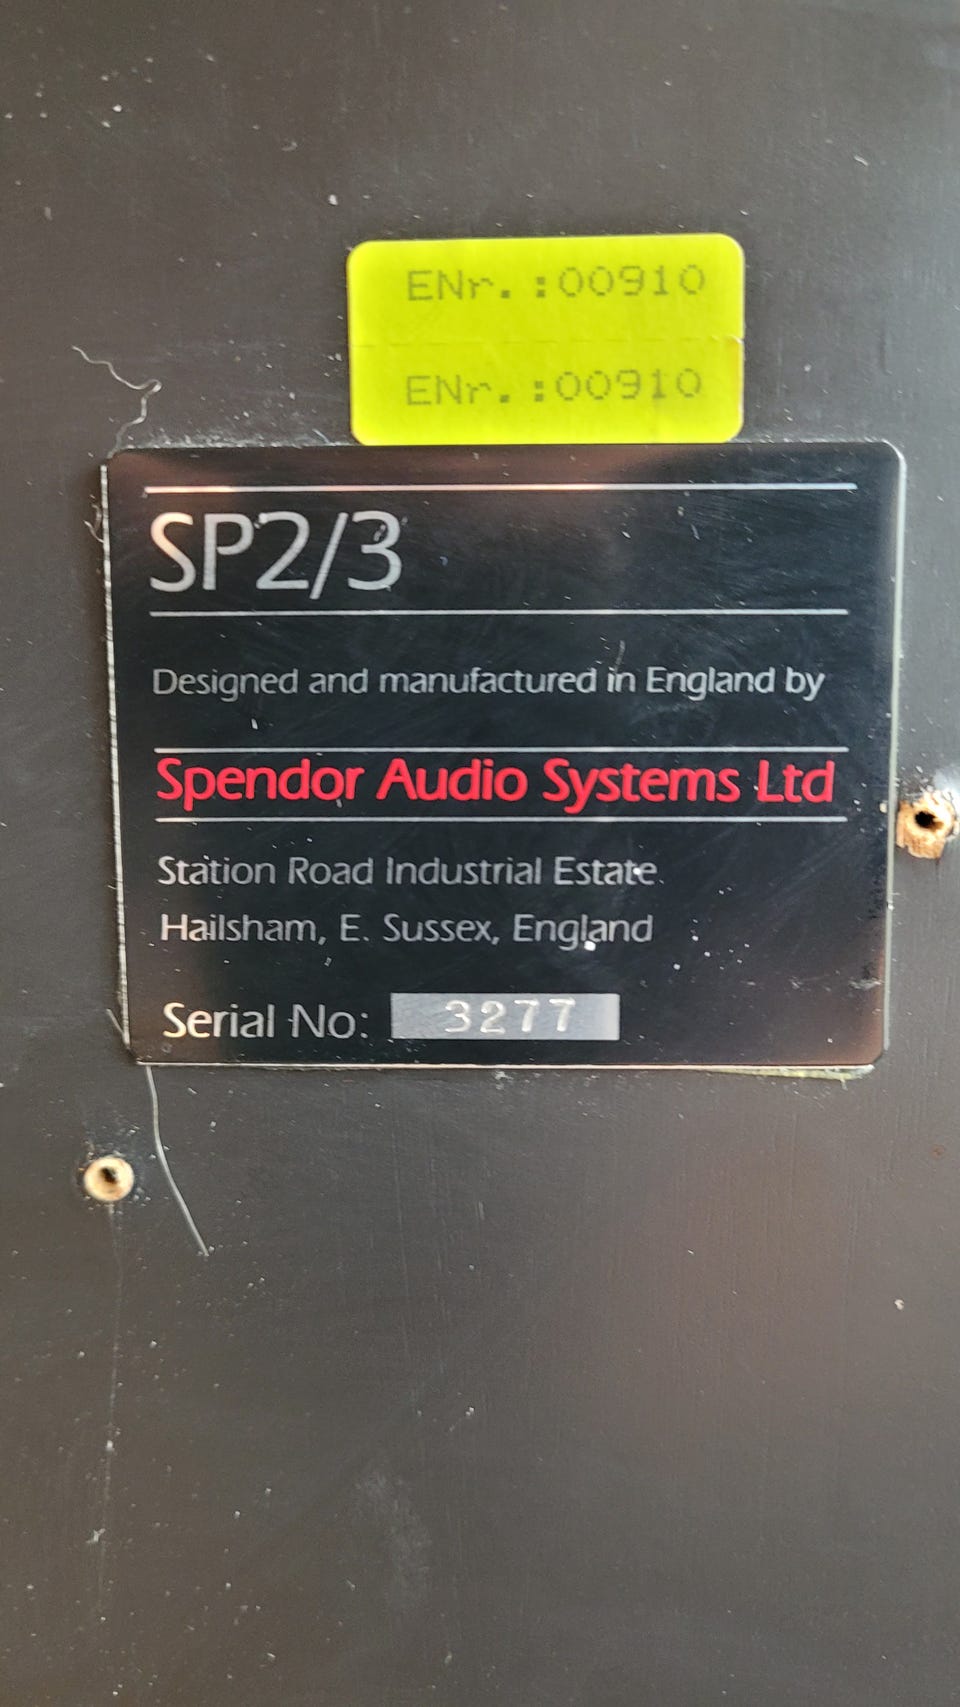 ENr.:00910
ENr.:00910
SP2/3
Designed and manufactured in England by
Spendor Audio Systems Ltd
Station Road Industrial Estate
Hailsham, E. Sussex, England
Serial No: 3277